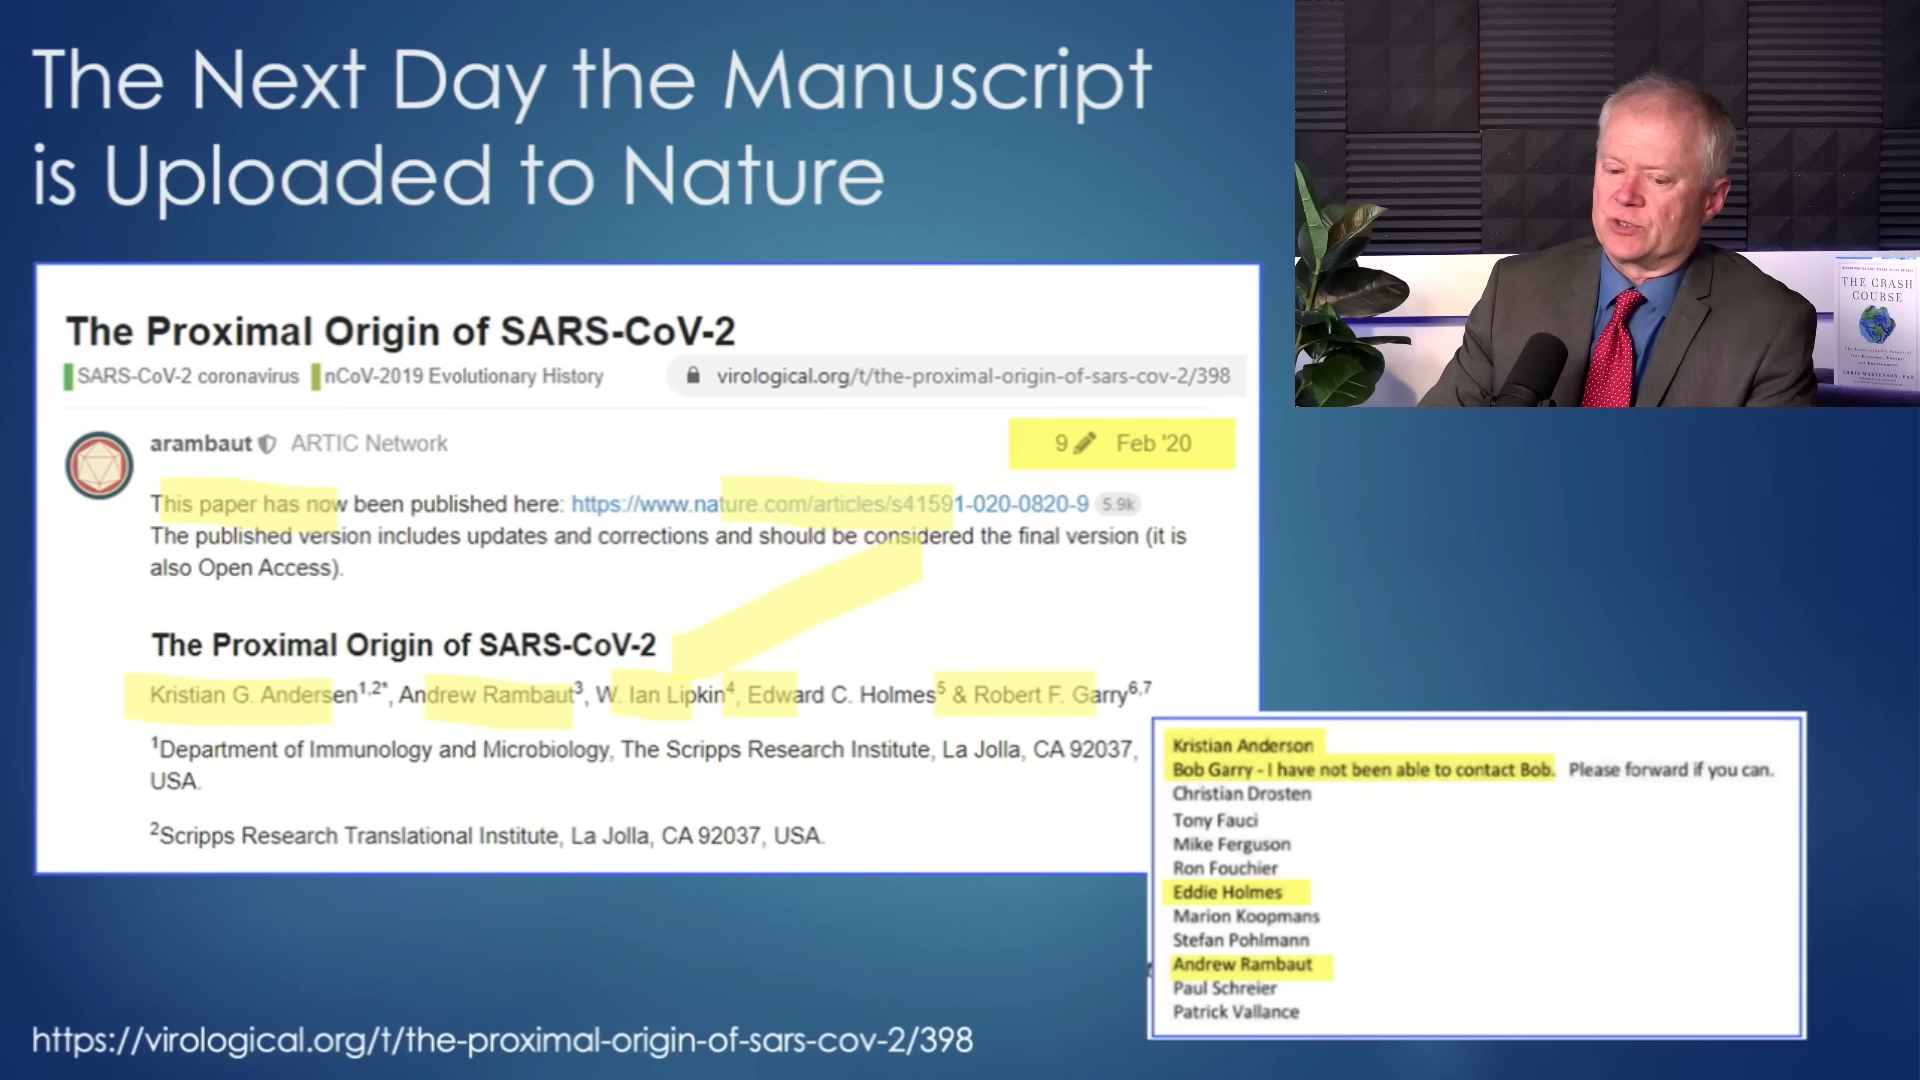 The Next Day the Manuscript
is Uploaded to Nature
The Proximal Origin of SARS-CoV-2
SARS-CoV-2 coronavirus nCoV-2019 Evolutionary History virological.org/t/the-proximal-origin-of-sars-cov-2/398
arambaut ARTIC Network 9 Feb '20
This paper has now been published here: https://www.nature.com/articles/s41591-020-0820-9 5.9k
The published version includes updates and corrections and should be considered the final version (it is
also Open Access).
The Proximal Origin of SARS-CoV-2
Kristian G. Andersen1,2*, Andrew Rambaut3, W. Ian Lipkin4, Edward C. Holmes5 & Robert F. Garry6,7
1Department of Immunology and Microbiology, The Scripps Research Institute, La Jolla, CA 92037,
USA.
2Scripps Research Translational Institute, La Jolla, CA 92037, USA.
Kristian Anderson
Bob Garry - I have not been able to contact Bob. Please forward if you can.
Christian Drosten
Tony Fauci
Mike Ferguson
Ron Fouchier
Eddie Holmes
Marion Koopmans
Stefan Pohlmann
Andrew Rambaut
Paul Schreier
Patrick Vallance
https://virological.org/t/the-proximal-origin-of-sars-cov-2/398
THE CRASH
COURSE
CHRIS MARTENSON, PHD